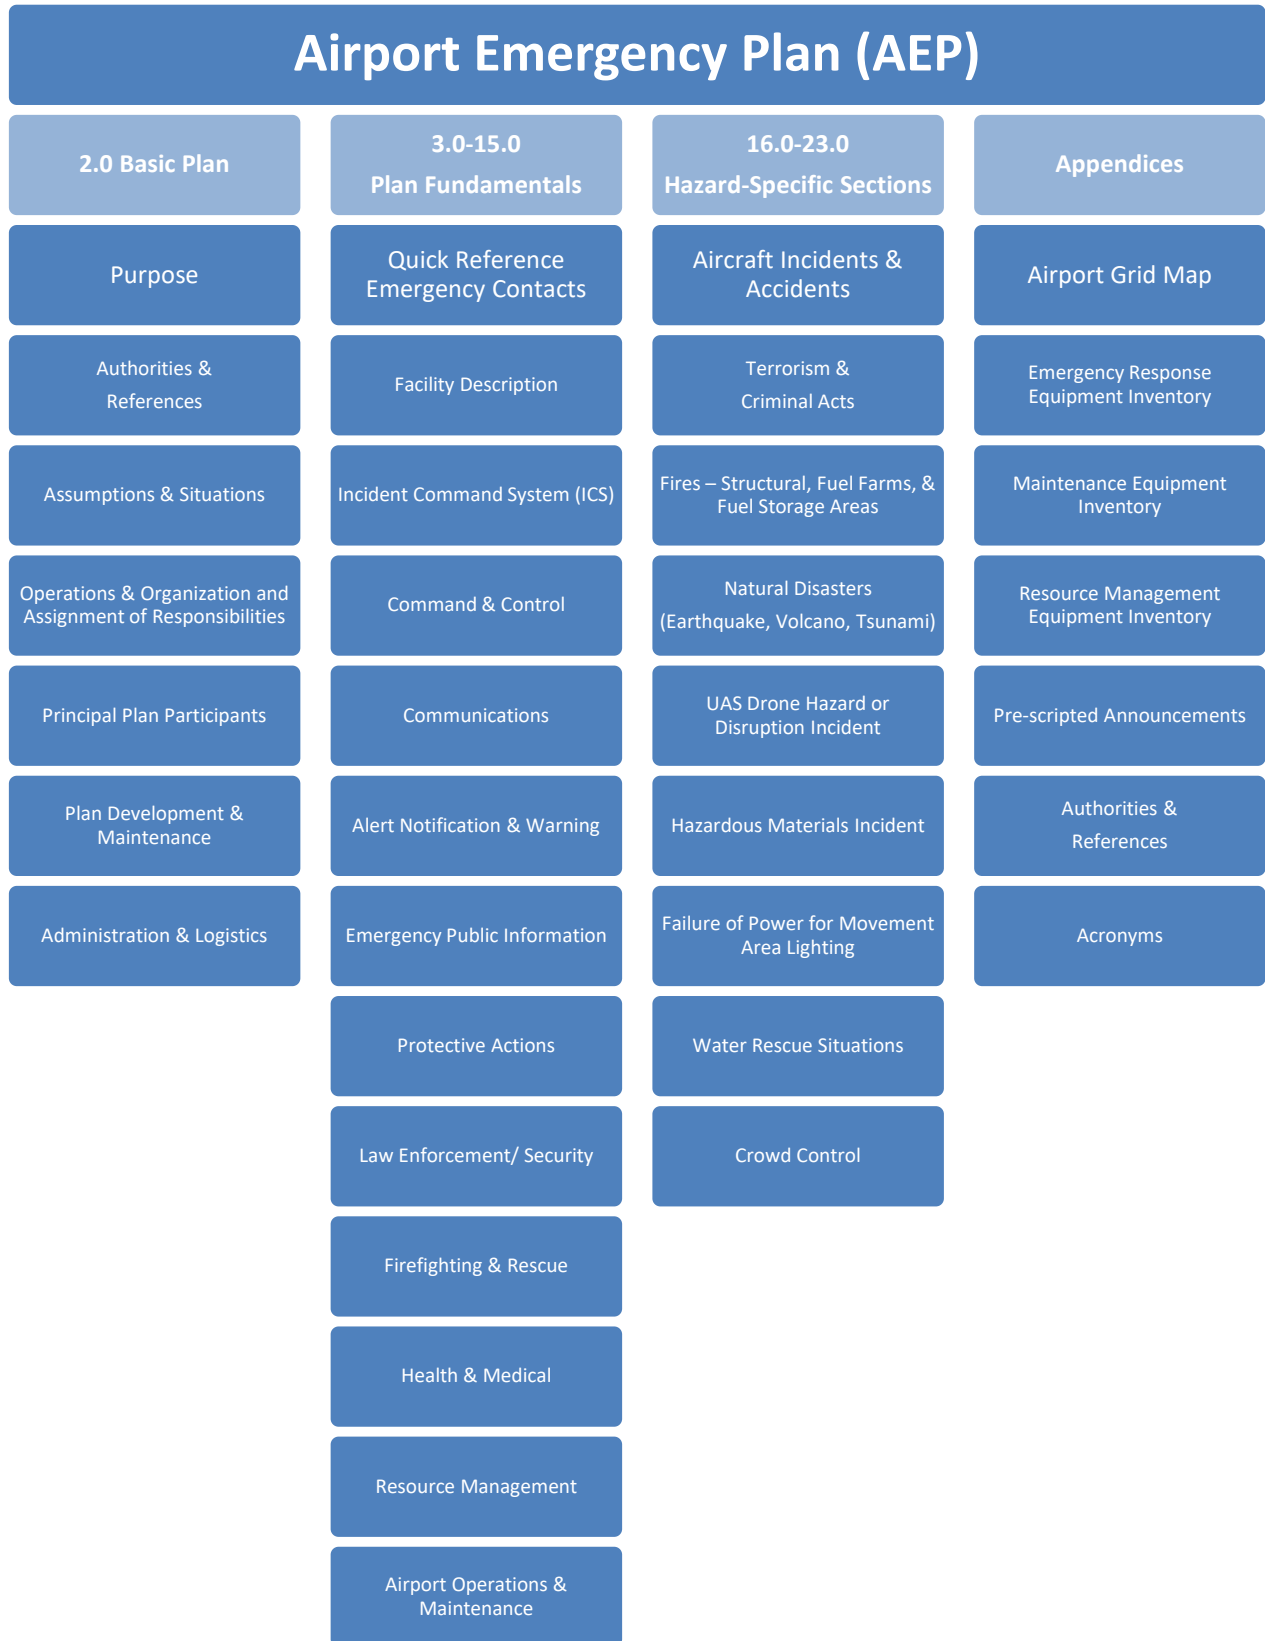 Airport Emergency Plan (AEP)
2.0 Basic Plan
Purpose
Authorities &
References
Assumptions & Situations
Operations & Organization and
Assignment of Responsibilities
Principal Plan Participants
Plan Development &
Maintenance
Administration & Logistics
3.0-15.0
Plan Fundamentals
Quick Reference
Emergency Contacts
Facility Description
Incident Command System (ICS)
Command & Control
Communications
Alert Notification & Warning
Emergency Public Information
Protective Actions
Law Enforcement/ Security
Firefighting & Rescue
Health & Medical
Resource Management
Airport Operations &
Maintenance
16.0-23.0
Hazard-Specific Sections
Aircraft Incidents &
Accidents
Terrorism &
Criminal Acts
Fires – Structural, Fuel Farms, &
Fuel Storage Areas
Natural Disasters
(Earthquake, Volcano, Tsunami)
UAS Drone Hazard or
Disruption Incident
Hazardous Materials Incident
Failure of Power for Movement
Area Lighting
Water Rescue Situations
Crowd Control
Appendices
Airport Grid Map
Emergency Response
Equipment Inventory
Maintenance Equipment
Inventory
Resource Management
Equipment Inventory
Pre-scripted Announcements
Authorities &
References
Acronyms